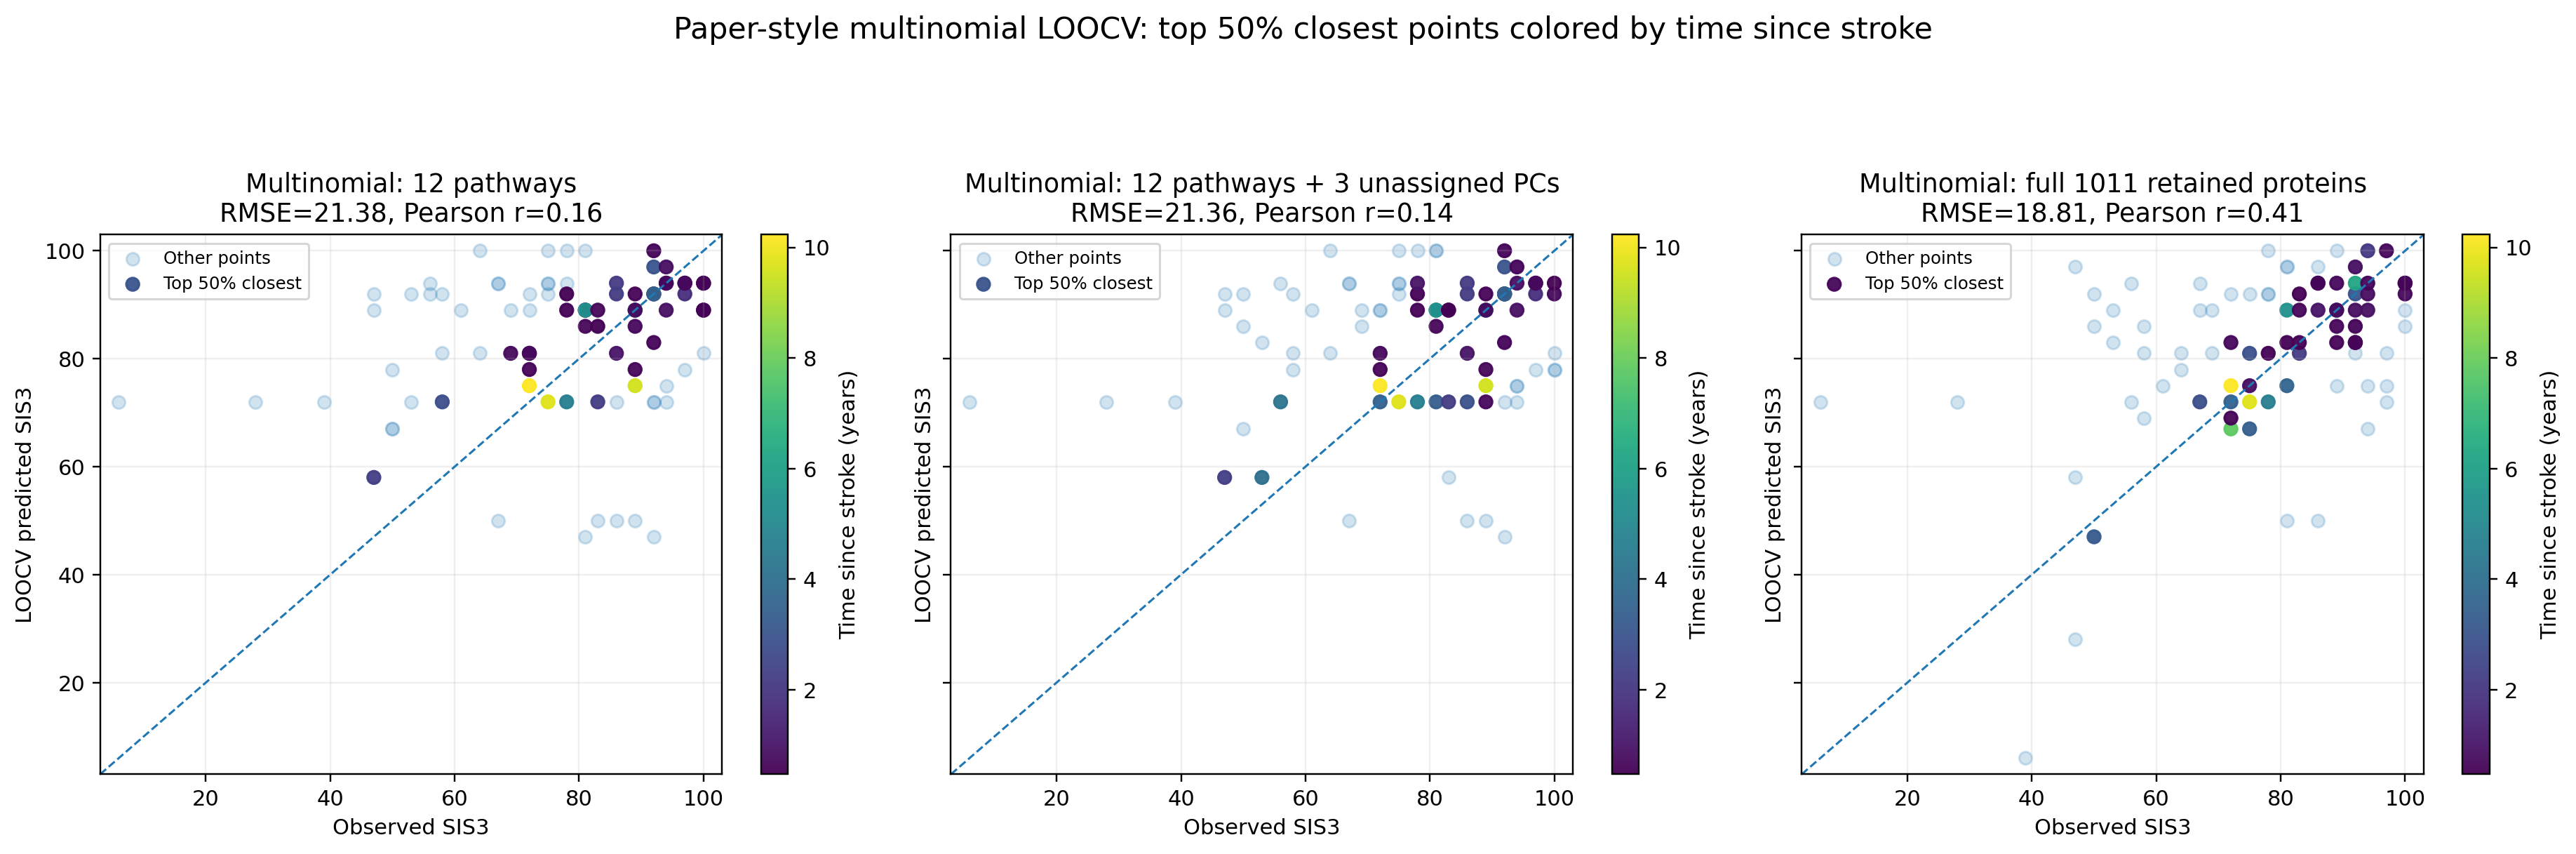 Paper-style multinomial LOOCV: top 50% closest points colored by time since stroke
Multinomial: 12 pathways
RMSE=21.38, Pearson r=0.16
Other points
Top 50% closest
100
80
60
40
20
LOOCV predicted SIS3
20 40 60 80 100
Observed SIS3
10
8
6
4
2
Time since stroke (years)
Multinomial: 12 pathways + 3 unassigned PCs
RMSE=21.36, Pearson r=0.14
Other points
Top 50% closest
LOOCV predicted SIS3
20 40 60 80 100
Observed SIS3
10
8
6
4
2
Time since stroke (years)
Multinomial: full 1011 retained proteins
RMSE=18.81, Pearson r=0.41
Other points
Top 50% closest
LOOCV predicted SIS3
20 40 60 80 100
Observed SIS3
10
8
6
4
2
Time since stroke (years)